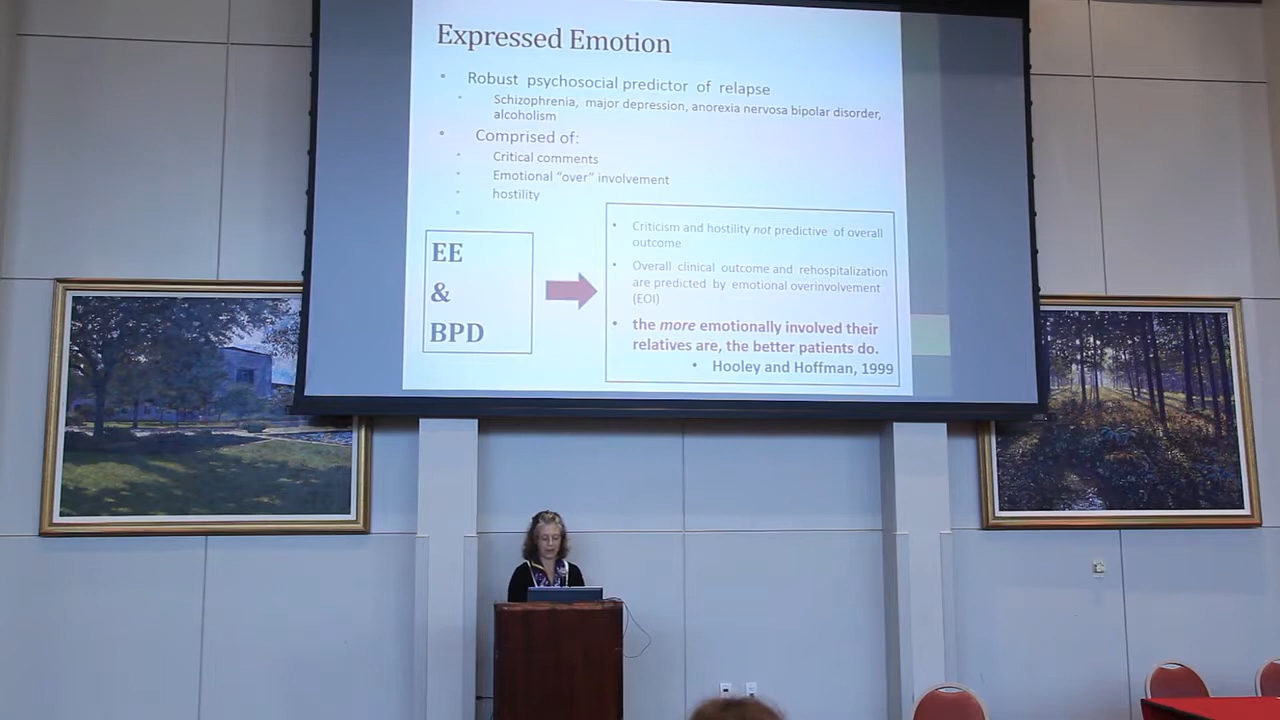 Expressed Emotion
Robust psychosocial predictor of relapse
Schizophrenia, major depression, anorexia nervosa bipolar disorder,
alcoholism
Comprised of:
Critical comments
Emotional “over” involvement
hostility
EE
&
BPD
Criticism and hostility not predictive of overall
outcome
Overall clinical outcome and rehospitalization
are predicted by emotional overinvolvement
(EOI)
the more emotionally involved their
relatives are, the better patients do.
Hooley and Hoffman, 1999